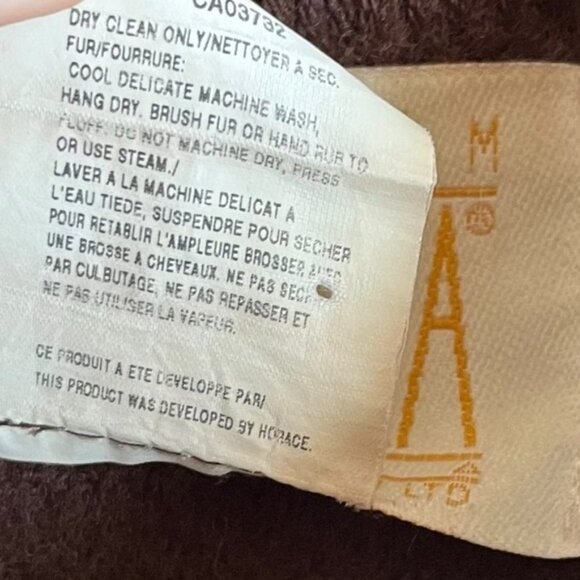 CA03732
DRY CLEAN ONLY/NETTOYER A SEC.
FUR/FOURRURE:
COOL DELICATE MACHINE WASH,
HANG DRY. BRUSH FUR OR HAND RUB TO
FLUFF. DO NOT MACHINE DRY, PRESS
OR USE STEAM./
LAVER A LA MACHINE DELICAT A
L'EAU TIEDE, SUSPENDRE POUR SECHER
POUR RETABLIR L'AMPLEURE BROSSER AVEC
UNE BROSSE A CHEVEAUX. NE PAS
PAR CULBUTAGE, NE PAS REPASSER ET
NE PAS UTILISER LA VAPEUR.
CE PRODUIT A ETE DEVELOPPE PAR/
THIS PRODUCT WAS DEVELOPED BY HORACE.
M
A
LTD